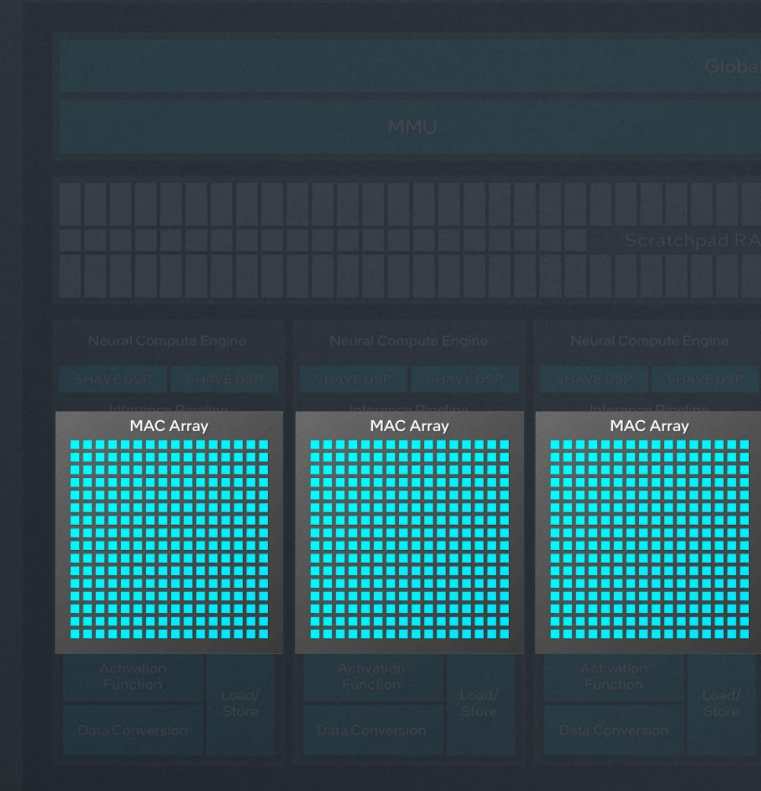 Globa
MMU
Scratchpad RA
Neural Compute Engine
Neural Compute Engine
Neural Compute Engine
SHAVE DSP
SHAVE DSP
SHAVE DSP
SHAVE DSP
SHAVE DSP
SHAVE DSP
Inference Pipeline
Inference Pipeline
Inference Pipeline
MAC Array
MAC Array
MAC Array
Activation
Function
Load/
Store
Data Conversion
Activation
Function
Load/
Store
Data Conversion
Activation
Function
Load/
Store
Data Conversion